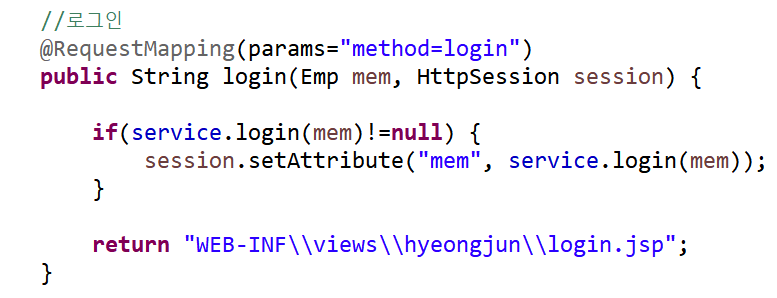 //로그인
@RequestMapping(params="method=login")
public String login(Emp mem, HttpSession session) {
if(service.login(mem)!=null) {
session.setAttribute("mem", service.login(mem));
}
return "WEB-INF\\views\\hyeongjun\\login.jsp";
}